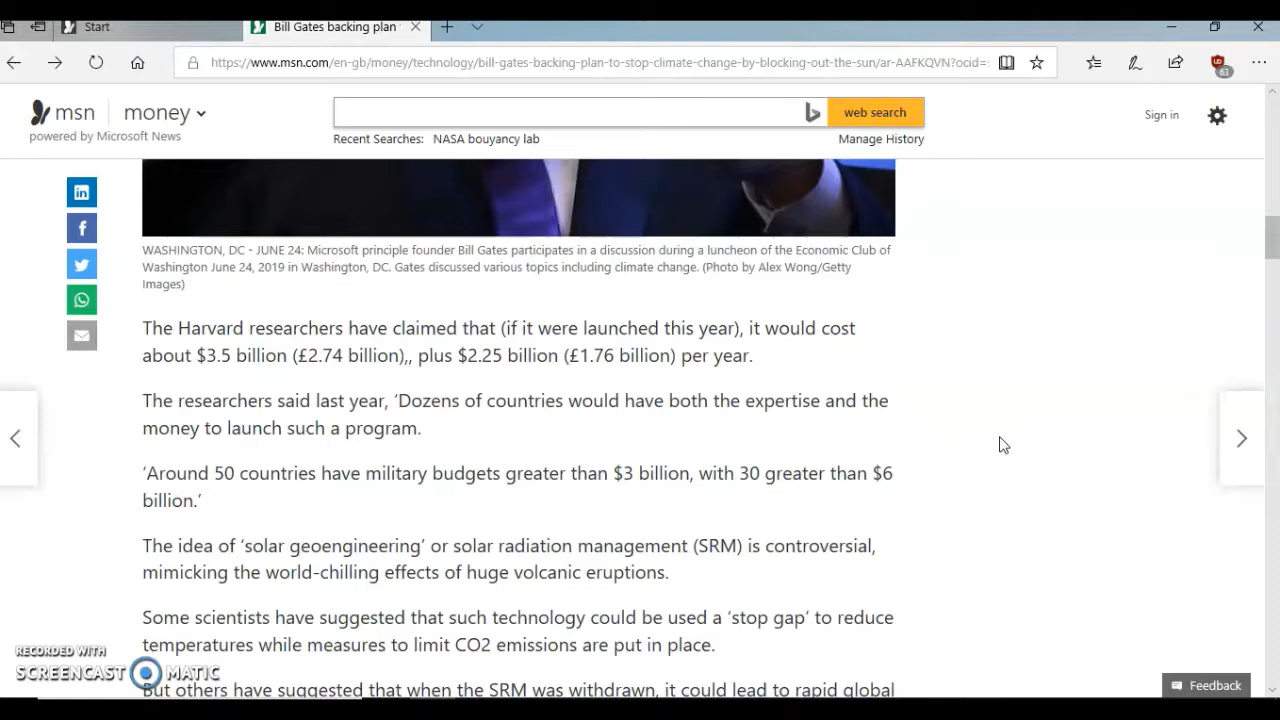 Start
Bill Gates backing plan
https://www.msn.com/en-gb/money/technology/bill-gates-backing-plan-to-stop-climate-change-by-blocking-out-the-sun/ar-AAFKQVN?ocid=
63
msn money
powered by Microsoft News
web search
Recent Searches: NASA bouyancy lab
Manage History
Sign in
WASHINGTON, DC - JUNE 24: Microsoft principle founder Bill Gates participates in a discussion during a luncheon of the Economic Club of
Washington June 24, 2019 in Washington, DC. Gates discussed various topics including climate change. (Photo by Alex Wong/Getty
Images)
The Harvard researchers have claimed that (if it were launched this year), it would cost
about $3.5 billion (£2.74 billion),, plus $2.25 billion (£1.76 billion) per year.
The researchers said last year, ‘Dozens of countries would have both the expertise and the
money to launch such a program.
‘Around 50 countries have military budgets greater than $3 billion, with 30 greater than $6
billion.’
The idea of ‘solar geoengineering’ or solar radiation management (SRM) is controversial,
mimicking the world-chilling effects of huge volcanic eruptions.
Some scientists have suggested that such technology could be used a ‘stop gap’ to reduce
temperatures while measures to limit CO2 emissions are put in place.
But others have suggested that when the SRM was withdrawn, it could lead to rapid global
RECORDED WITH
SCREENCAST MATIC
Feedback